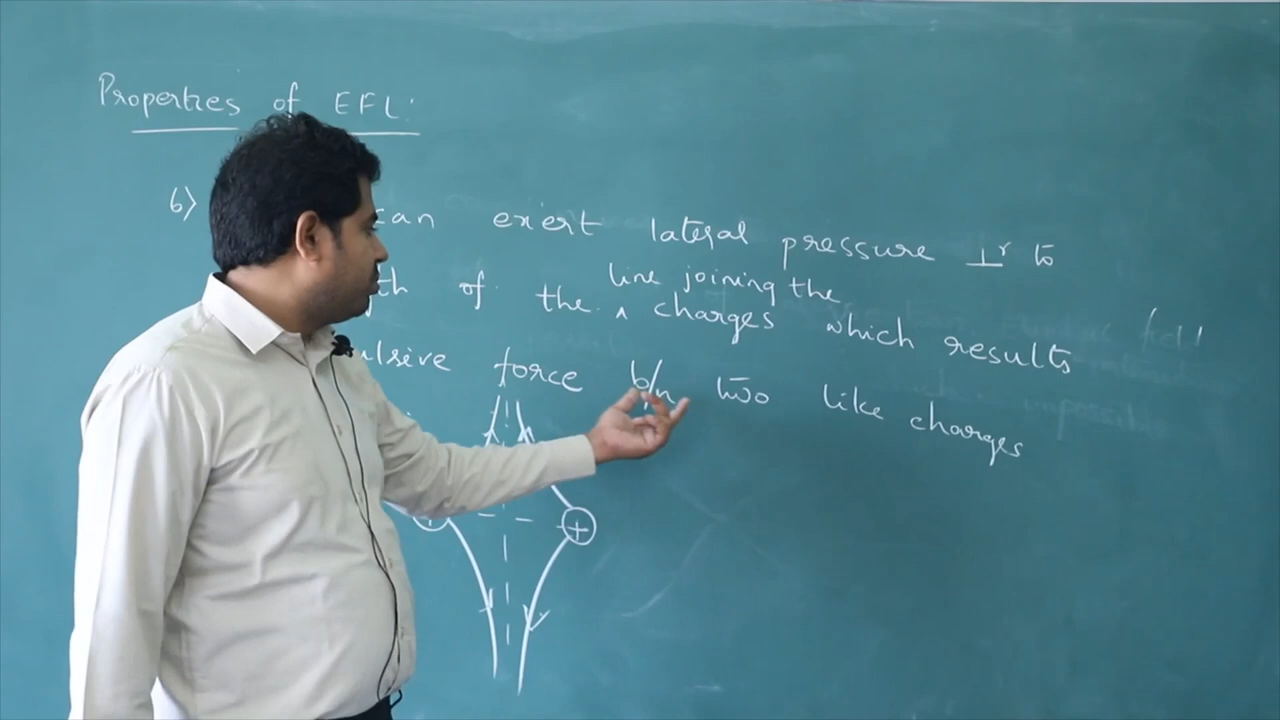 Properties of EFL:
6) can exert lateral pressure ⊥r to
th of the ‸ charges which results
line joining the
ulsive force b/n two like charges
+